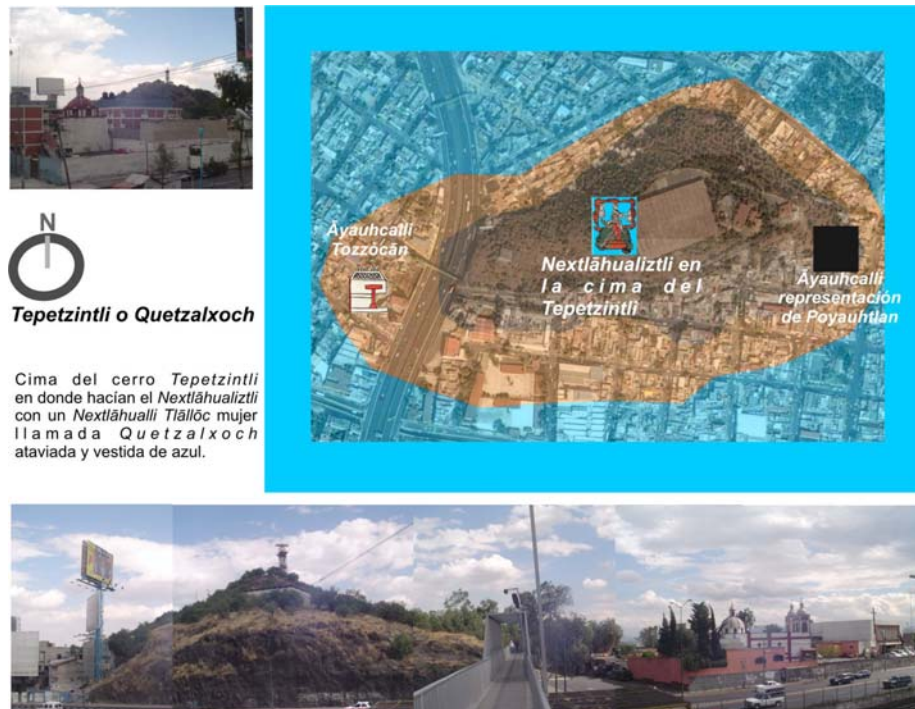 Āyauhcalli
Tozzócán
Nextlāhualiztli en
la cima del
Tepetzintli
Āyauhcalli
representación
de Poyauhtlan
N
Tepetzintli o Quetzalxoch
Cima del cerro Tepetzintli
en donde hacían el Nextlāhualiztli
con un Nextlāhualli Tlāllōc mujer
llamada Quetzalxoch
ataviada y vestida de azul.